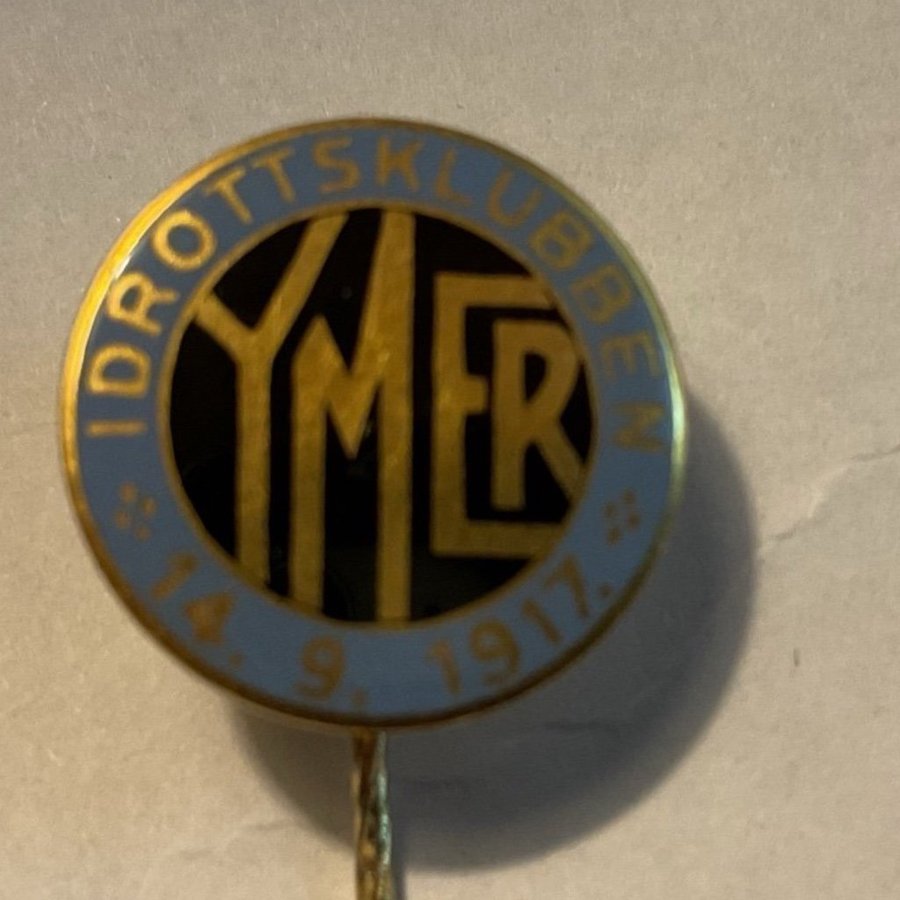 IDROTTSKLUBBEN
YMER
14. 9. 1917.